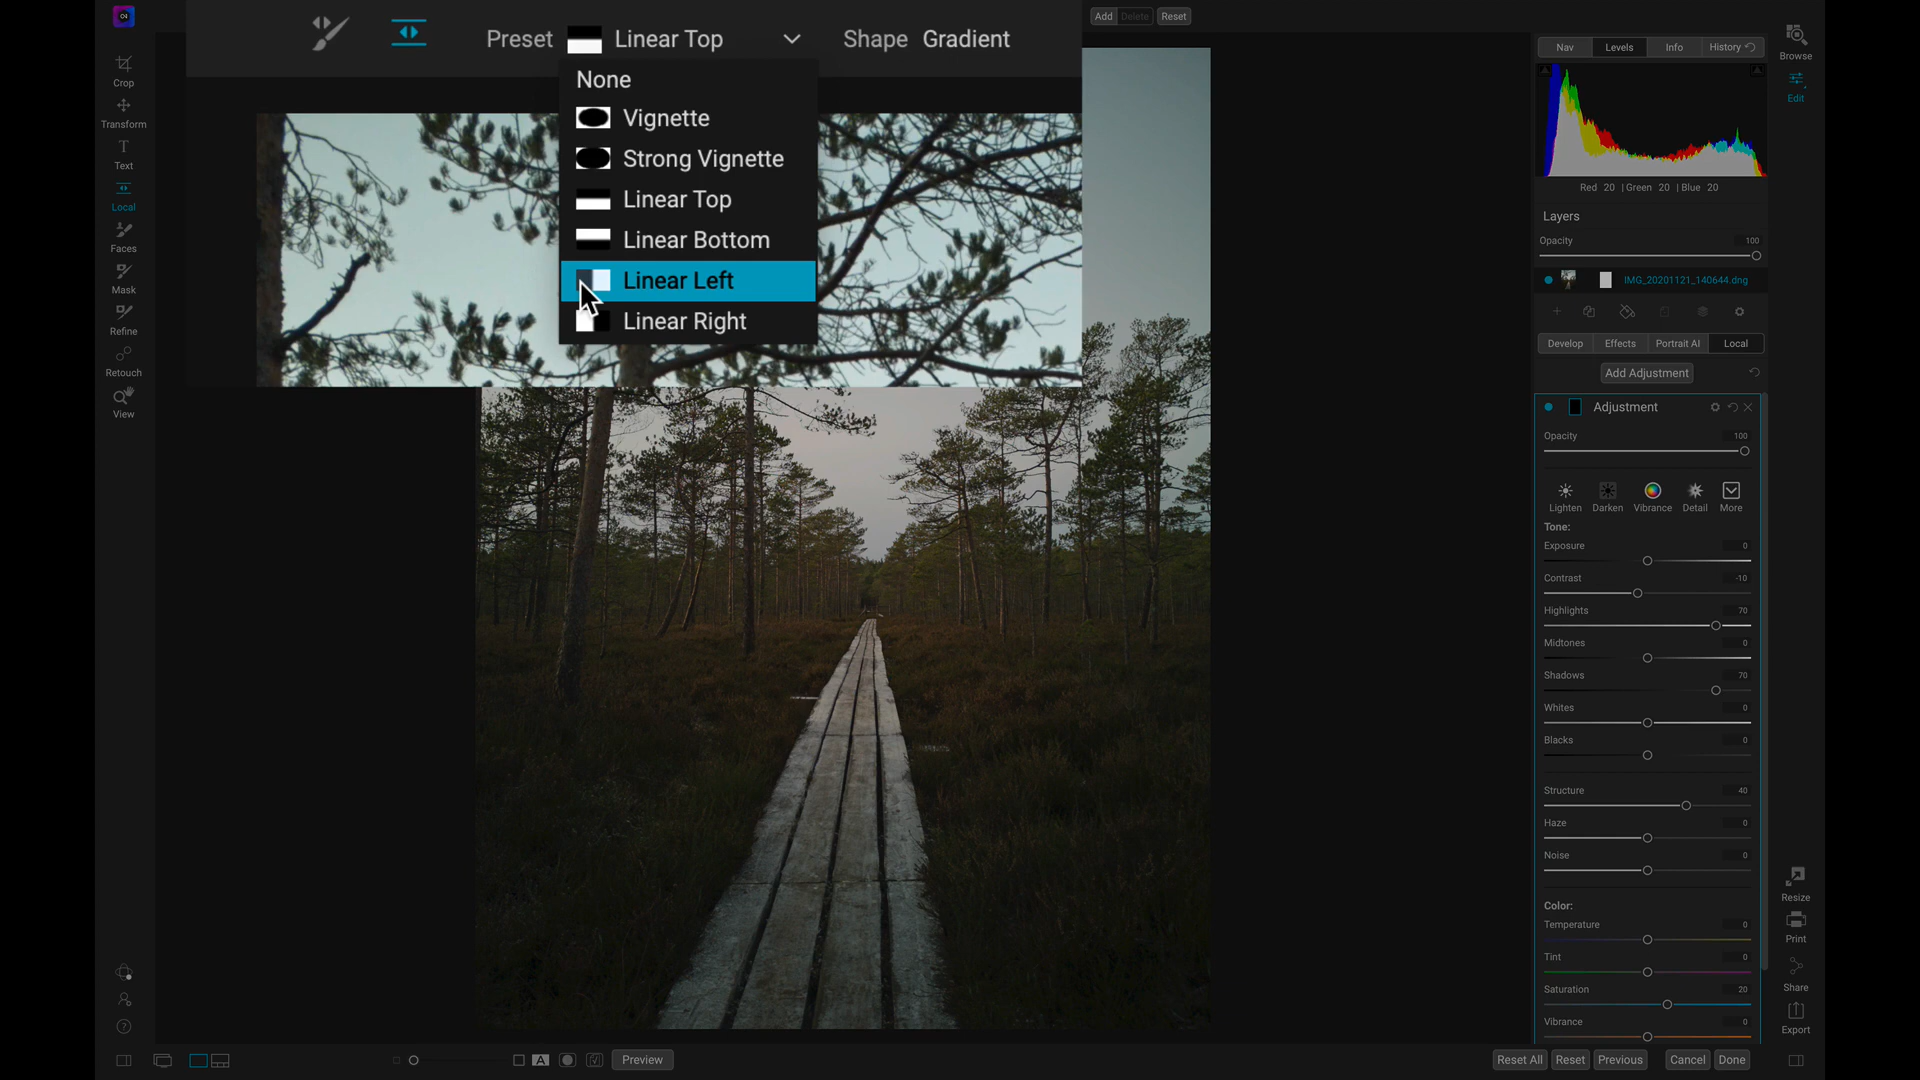 Preset Linear Top Shape Gradient
None
Vignette
Strong Vignette
Linear Top
Linear Bottom
Linear Left
Linear Right
Add Delete Reset
Crop
Transform
Text
Local
Faces
Mask
Refine
Retouch
View
Nav Levels Info History
Red 20 | Green 20 | Blue 20
Layers
Opacity 100
IMG_20201121_140644.dng
Develop Effects Portrait AI Local
Add Adjustment
Adjustment
Opacity 100
Lighten Darken Vibrance Detail More
Tone:
Exposure 0
Contrast -10
Highlights 70
Midtones 0
Shadows 70
Whites 0
Blacks 0
Structure 40
Haze 0
Noise 0
Color:
Temperature 0
Tint 0
Saturation 20
Vibrance 0
Browse
Edit
Resize
Print
Share
Export
A Preview
Reset All Reset Previous Cancel Done